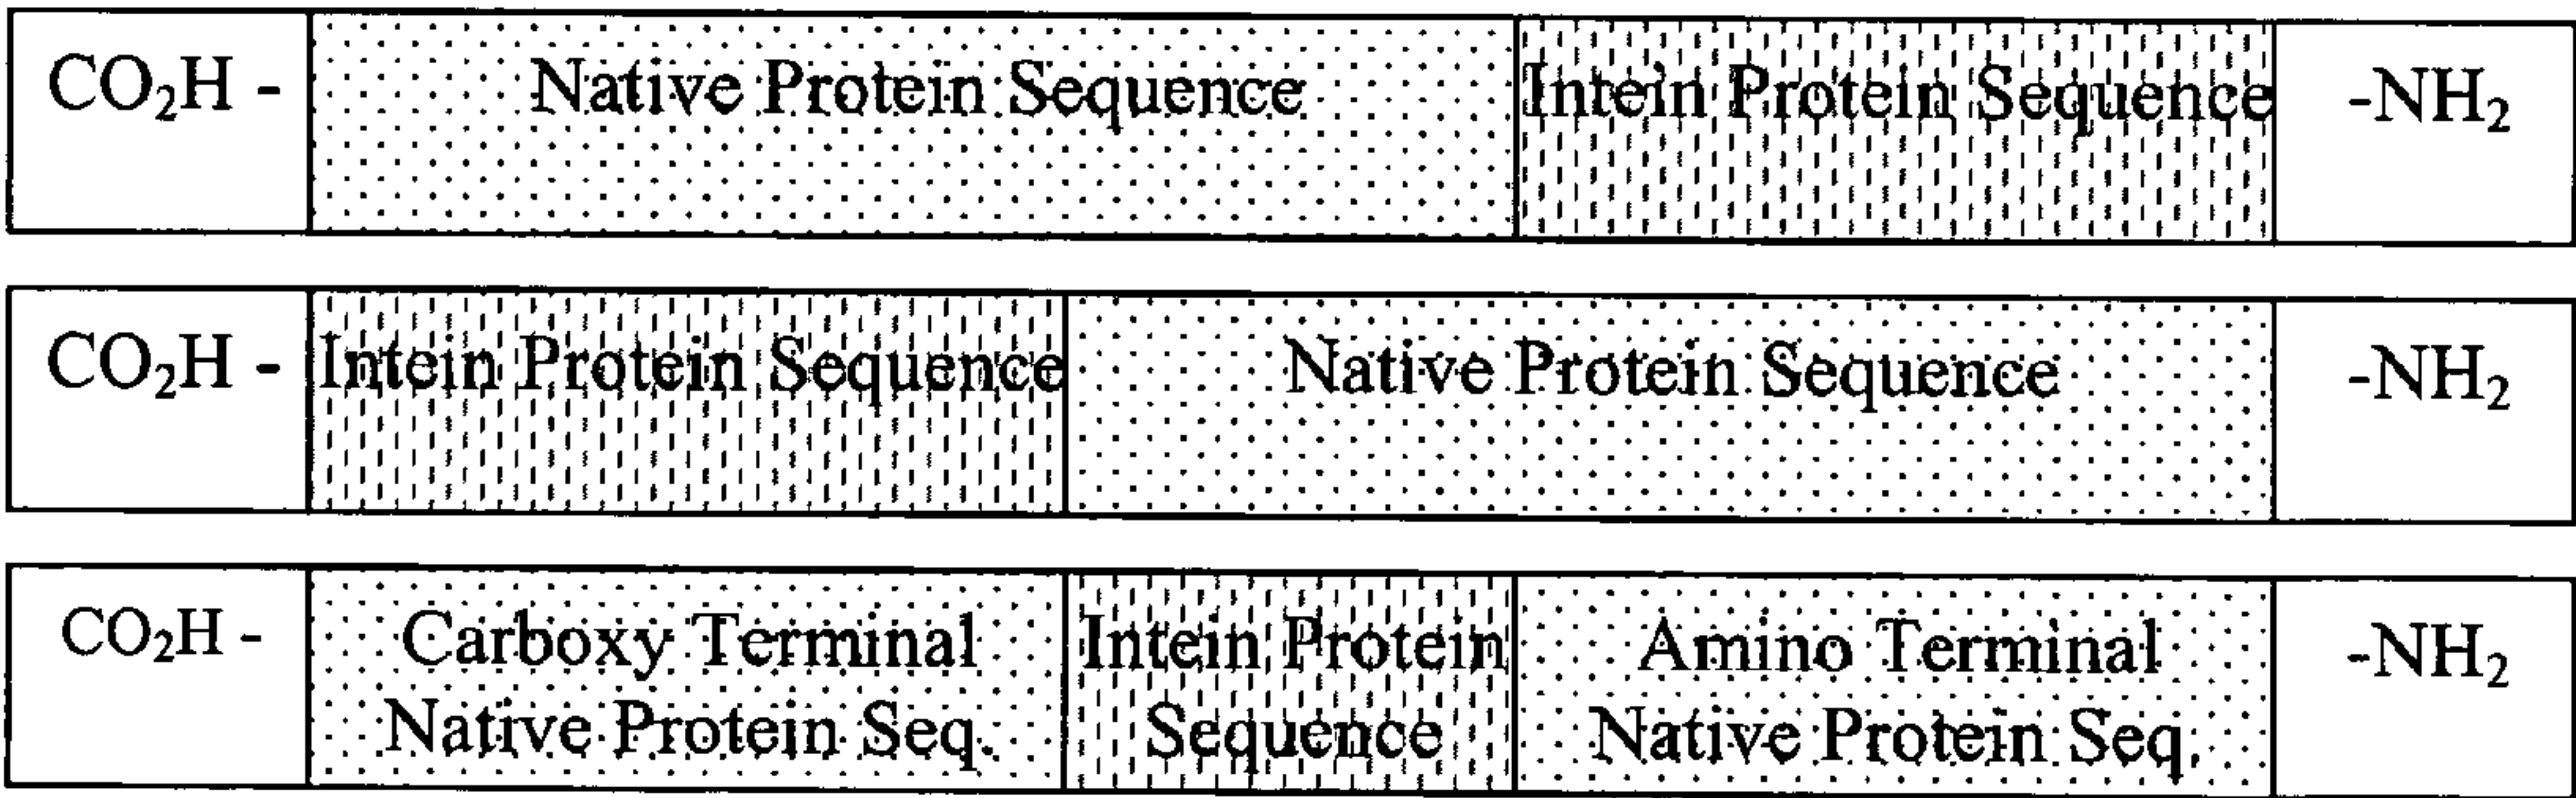 CO₂H - Native Protein Sequence Intein Protein Sequence -NH₂
CO₂H - Intein Protein Sequence Native Protein Sequence -NH₂
CO₂H - Carboxy Terminal Intein Protein Amino Terminal -NH₂
Native Protein Seq. Sequence Native Protein Seq.